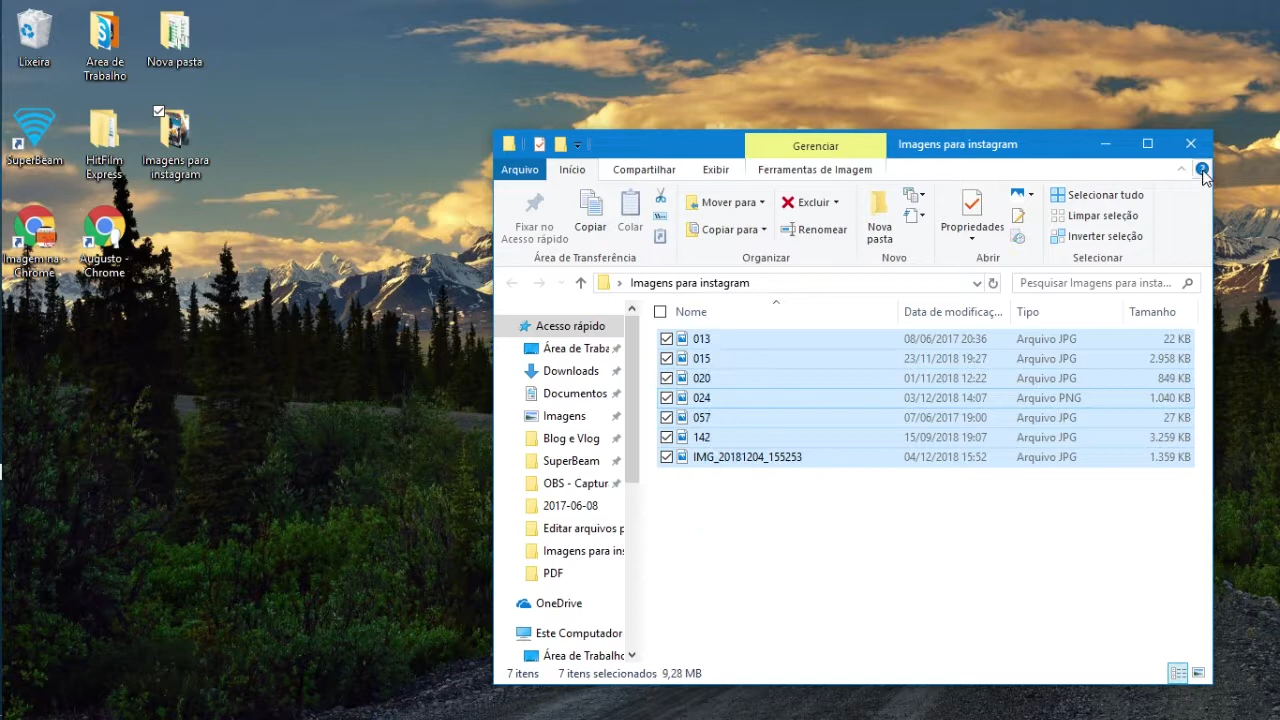 Lixeira
Área de
Trabalho
Nova pasta
SuperBeam
HitFilm
Express
Imagens para
instagram
Imagem na -
Chrome
Augusto -
Chrome
Gerenciar
Imagens para instagram
Arquivo
Início
Compartilhar
Exibir
Ferramentas de Imagem
Fixar no
Acesso rápido
Copiar
Colar
Mover para
Copiar para
Excluir
Renomear
Nova
pasta
Propriedades
Selecionar tudo
Limpar seleção
Inverter seleção
Área de Transferência
Organizar
Novo
Abrir
Selecionar
Imagens para instagram
Pesquisar Imagens para insta...
Nome
Data de modificaç...
Tipo
Tamanho
013 08/06/2017 20:36 Arquivo JPG 22 KB
015 23/11/2018 19:27 Arquivo JPG 2.958 KB
020 01/11/2018 12:22 Arquivo JPG 849 KB
024 03/12/2018 14:07 Arquivo PNG 1.040 KB
057 07/06/2017 19:00 Arquivo JPG 27 KB
142 15/09/2018 19:07 Arquivo JPG 3.259 KB
IMG_20181204_155253 04/12/2018 15:52 Arquivo JPG 1.359 KB
Acesso rápido
Área de Traba
Downloads
Documentos
Imagens
Blog e Vlog
SuperBeam
OBS - Captur
2017-06-08
Editar arquivos p
Imagens para ins
PDF
OneDrive
Este Computador
Área de Trabalho
7 itens 7 itens selecionados 9,28 MB